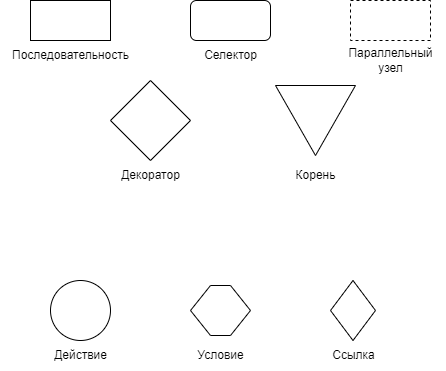 Последовательность
Селектор
Параллельный
узел
Декоратор
Корень
Действие
Условие
Ссылка